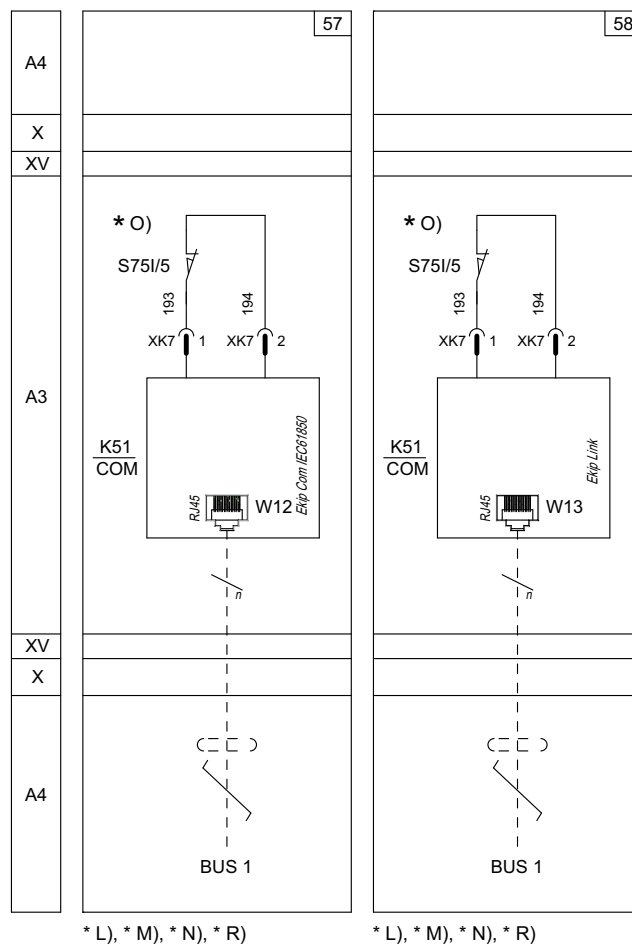 57
58
A4
X
XV
A3
XV
X
A4
* O)
S75I/5
193
194
XK7 1
XK7 2
K51
COM
Ekip Com IEC61850
RJ45
W12
n
BUS 1
* L), * M), * N), * R)
* O)
S75I/5
193
194
XK7 1
XK7 2
K51
COM
Ekip Link
RJ45
W13
n
BUS 1
* L), * M), * N), * R)